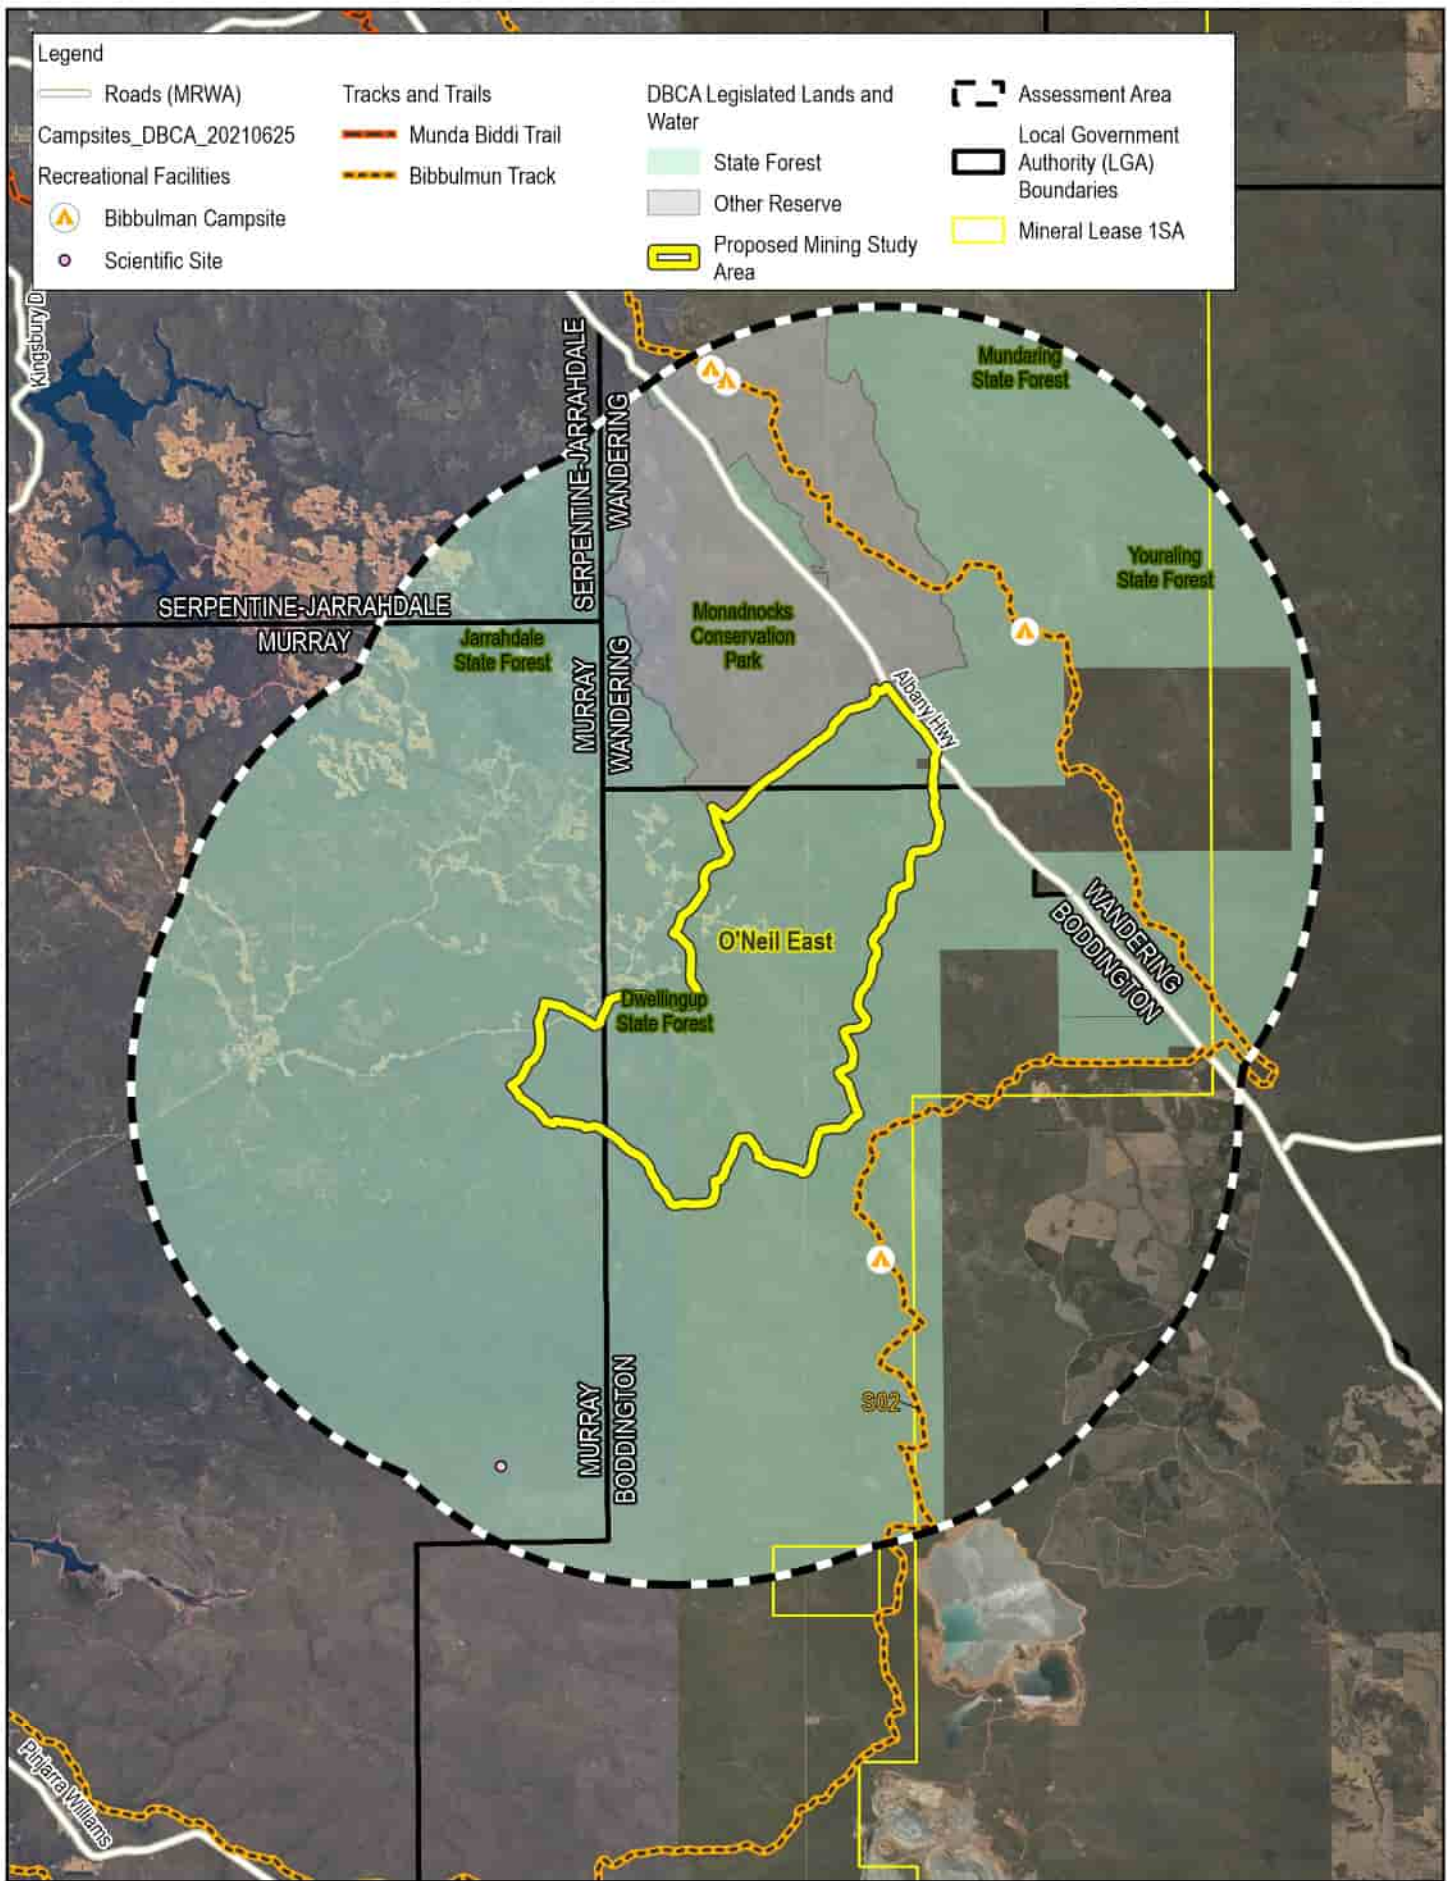 Legend
Roads (MRWA)
Campsites_DBCA_20210625
Recreational Facilities
Bibbulman Campsite
Scientific Site
Tracks and Trails
Munda Biddi Trail
Bibbulmun Track
DBCA Legislated Lands and
Water
State Forest
Other Reserve
Proposed Mining Study
Area
Assessment Area
Local Government
Authority (LGA)
Boundaries
Mineral Lease 1SA
Kingsbury D
SERPENTINE-JARRAHDALE
WANDERING
Mundaring
State Forest
Youraling
State Forest
SERPENTINE-JARRAHDALE
MURRAY
Jarrahdale
State Forest
Monadnocks
Conservation
Park
MURRAY
WANDERING
Albany Hwy
O'Neil East
WANDERING
BODDINGTON
Dwellingup
State Forest
S02
MURRAY
BODDINGTON
Pinjarra Williams